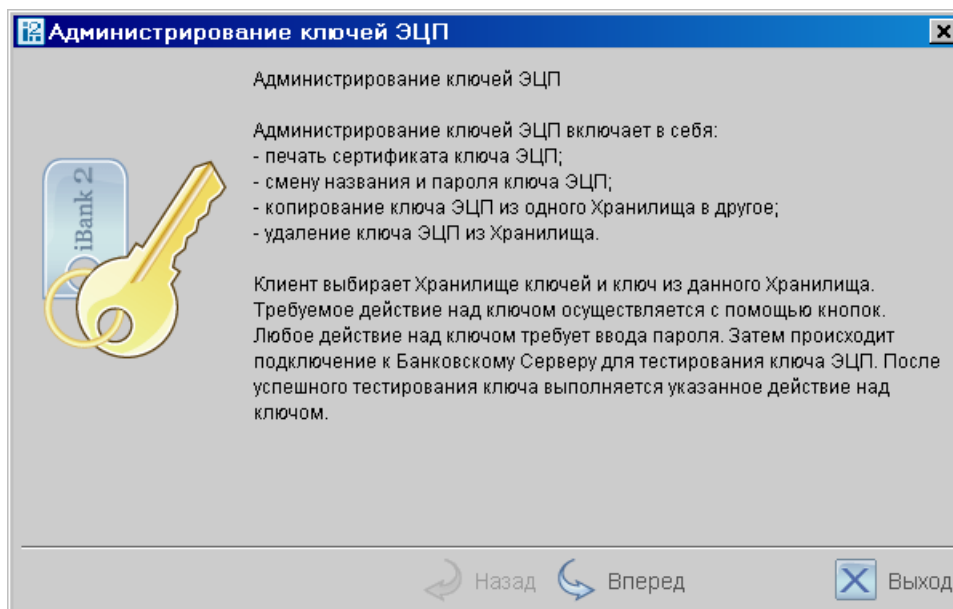 Администрирование ключей ЭЦП
Администрирование ключей ЭЦП
Администрирование ключей ЭЦП включает в себя:
- печать сертификата ключа ЭЦП;
- смену названия и пароля ключа ЭЦП;
- копирование ключа ЭЦП из одного Хранилища в другое;
- удаление ключа ЭЦП из Хранилища.
iBank 2
Клиент выбирает Хранилище ключей и ключ из данного Хранилища.
Требуемое действие над ключом осуществляется с помощью кнопок.
Любое действие над ключом требует ввода пароля. Затем происходит
подключение к Банковскому Серверу для тестирования ключа ЭЦП. После
успешного тестирования ключа выполняется указанное действие над
ключом.
Назад Вперед Выход